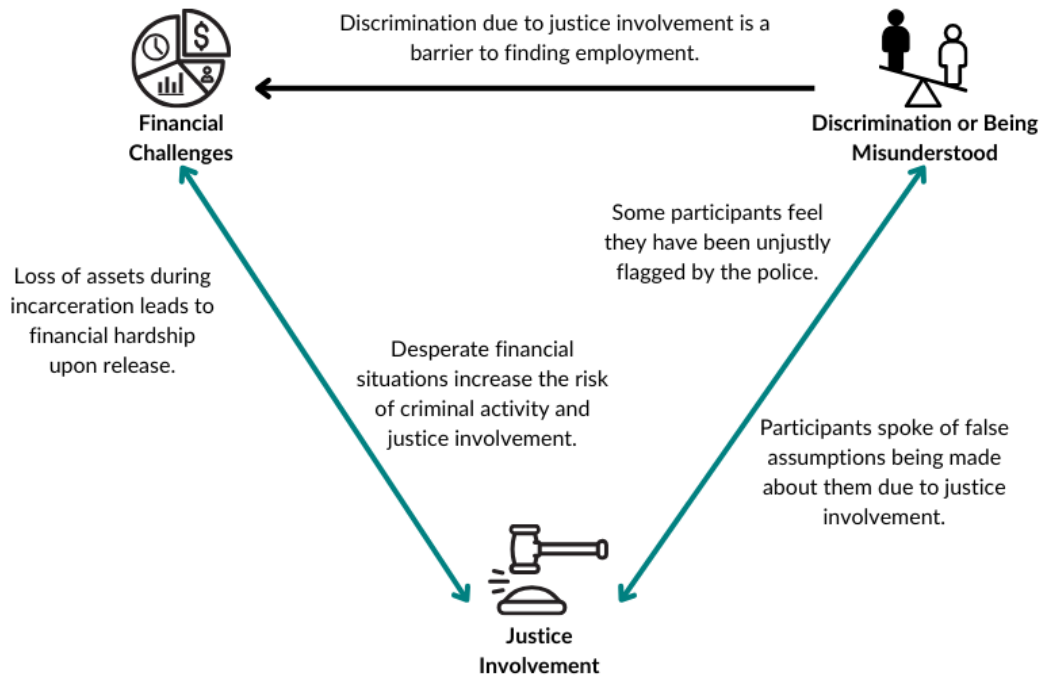 Discrimination due to justice involvement is a
barrier to finding employment.
$
Financial
Challenges
Discrimination or Being
Misunderstood
Some participants feel
they have been unjustly
flagged by the police.
Loss of assets during
incarceration leads to
financial hardship
upon release.
Desperate financial
situations increase the risk
of criminal activity and
justice involvement.
Participants spoke of false
assumptions being made
about them due to justice
involvement.
Justice
Involvement